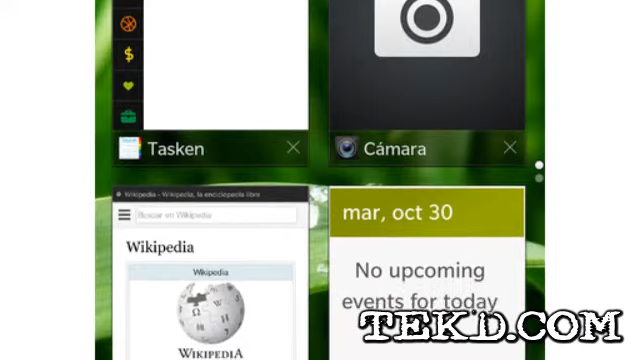 Tasken
Cámara
Wikipedia - Wikipedia, la enciclopedia libre
Buscar en Wikipedia
Wikipedia
Wikipedia
WIKIPEDIA
mar, oct 30
No upcoming
events for today
TEKD.COM